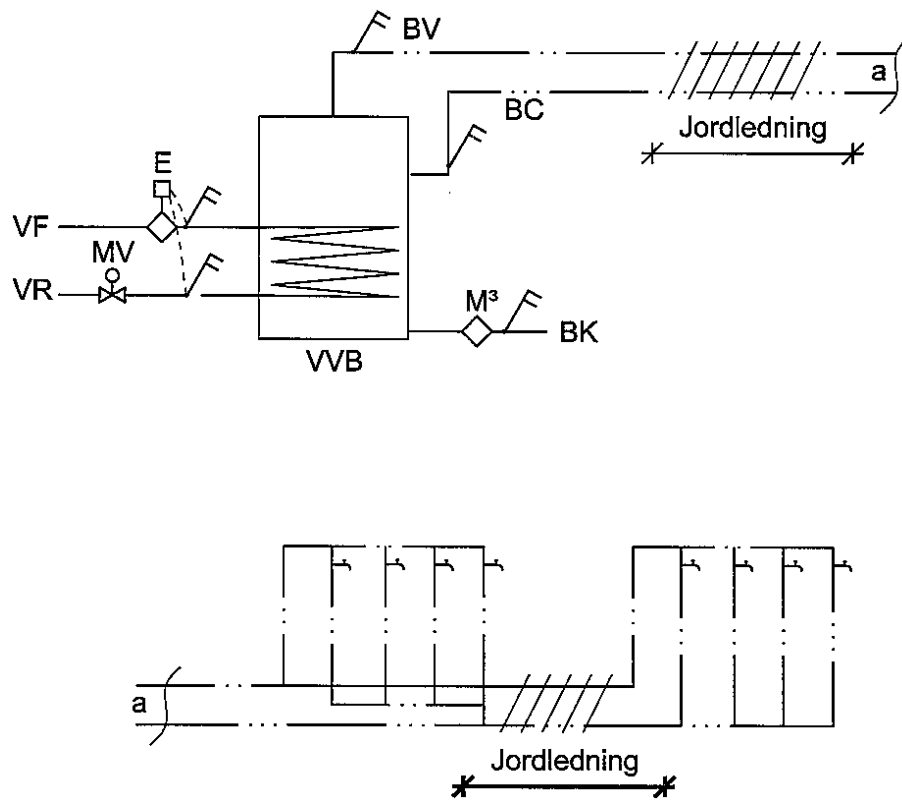 BV
a
BC
Jordledning
E
VF
MV
VR
M³
BK
VVB
a
Jordledning